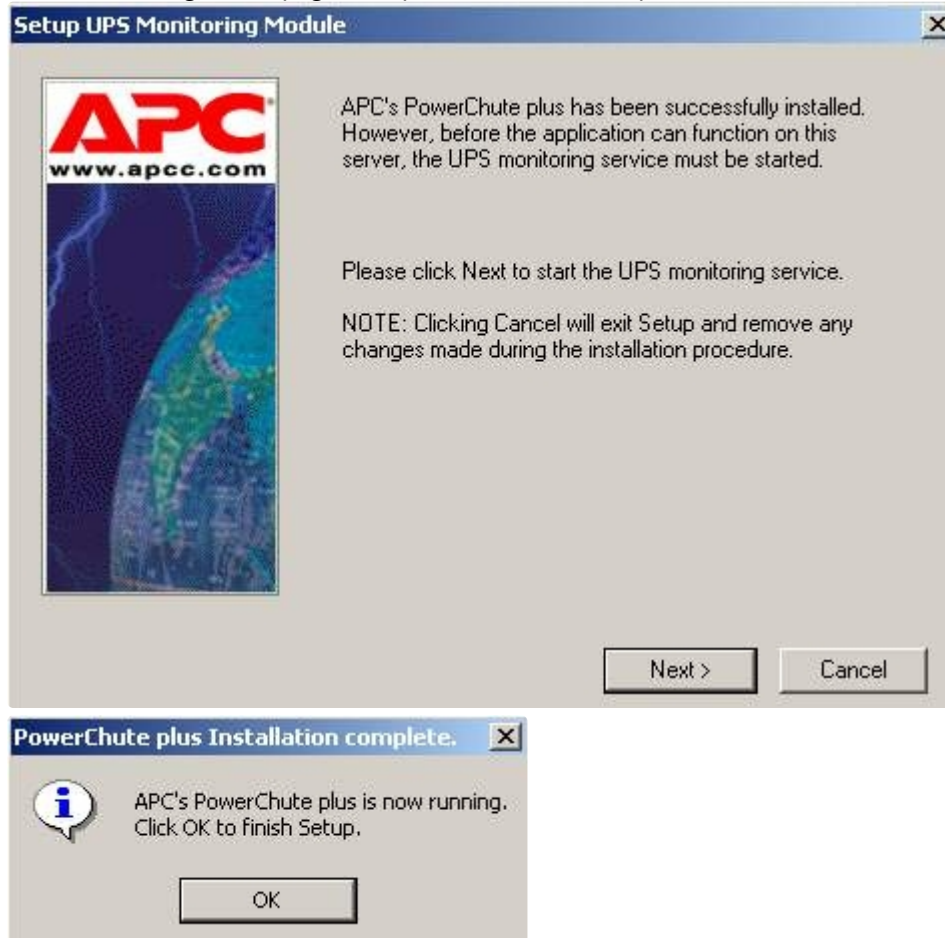 Setup UPS Monitoring Module
APC
www.apcc.com
APC's PowerChute plus has been successfully installed.
However, before the application can function on this
server, the UPS monitoring service must be started.
Please click Next to start the UPS monitoring service.
NOTE: Clicking Cancel will exit Setup and remove any
changes made during the installation procedure.
Next >
Cancel
PowerChute plus Installation complete.
APC's PowerChute plus is now running.
Click OK to finish Setup.
OK